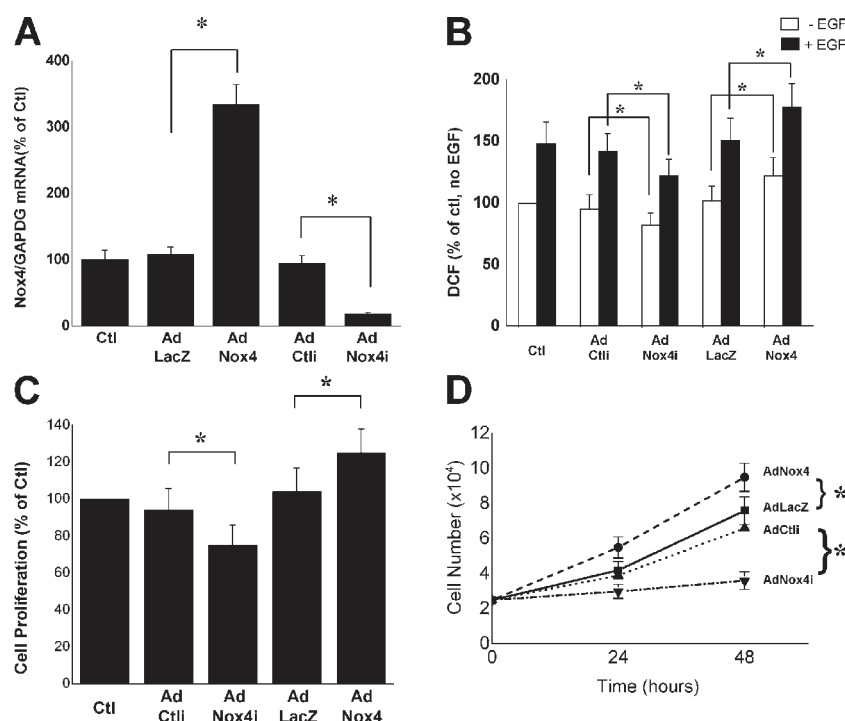 A
Nox4/GAPDG mRNA(% of Ctl)
400
300
200
100
0
*
*
Ctl
Ad LacZ
Ad Nox4
Ad Ctli
Ad Nox4i
B
- EGF
+ EGF
DCF (% of ctl, no EGF)
200
150
100
50
0
*
*
*
*
Ctl
Ad Ctli
Ad Nox4i
Ad LacZ
Ad Nox4
C
Cell Proliferation (% of Ctl)
140
120
100
80
60
40
20
0
*
*
Ctl
Ad Ctli
Ad Nox4i
Ad LacZ
Ad Nox4
D
Cell Number (x10⁴)
12
10
8
6
4
2
0
AdNox4
AdLacZ
AdCtli
AdNox4i
*
*
0
24
48
Time (hours)